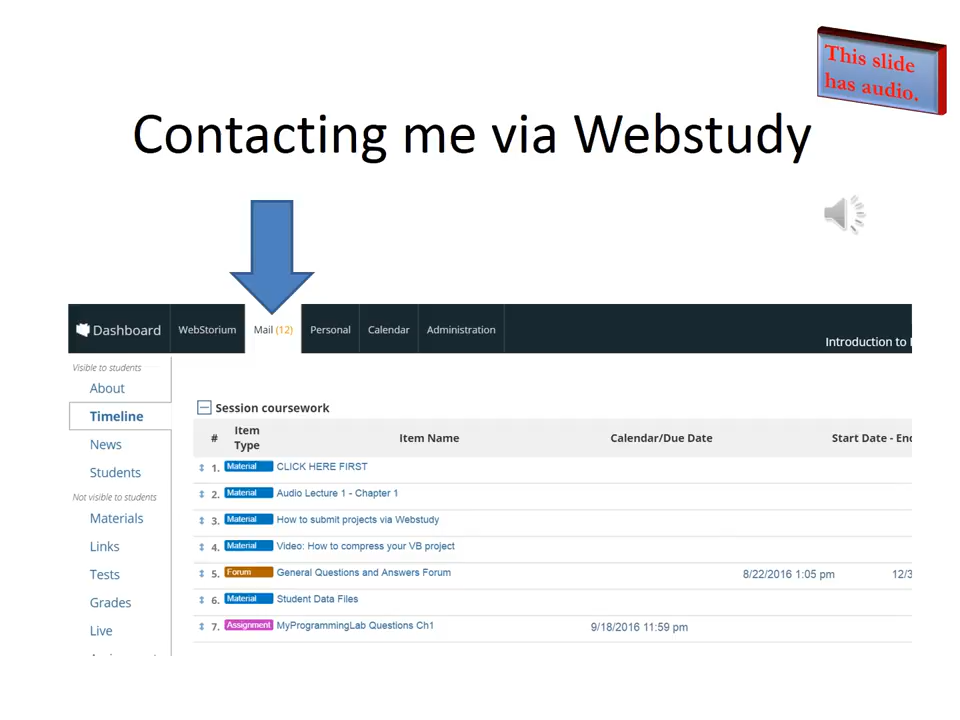 This slide
has audio.
Contacting me via Webstudy
Dashboard WebStorium Mail (12) Personal Calendar Administration
Introduction to
Visible to students
About
Timeline
News
Students
Not visible to students
Materials
Links
Tests
Grades
Live
Session coursework
# Item Type Item Name Calendar/Due Date Start Date - En
1. Material CLICK HERE FIRST
2. Material Audio Lecture 1 - Chapter 1
3. Material How to submit projects via Webstudy
4. Material Video: How to compress your VB project
5. Forum General Questions and Answers Forum 8/22/2016 1:05 pm 12/3
6. Material Student Data Files
7. Assignment MyProgrammingLab Questions Ch1 9/18/2016 11:59 pm